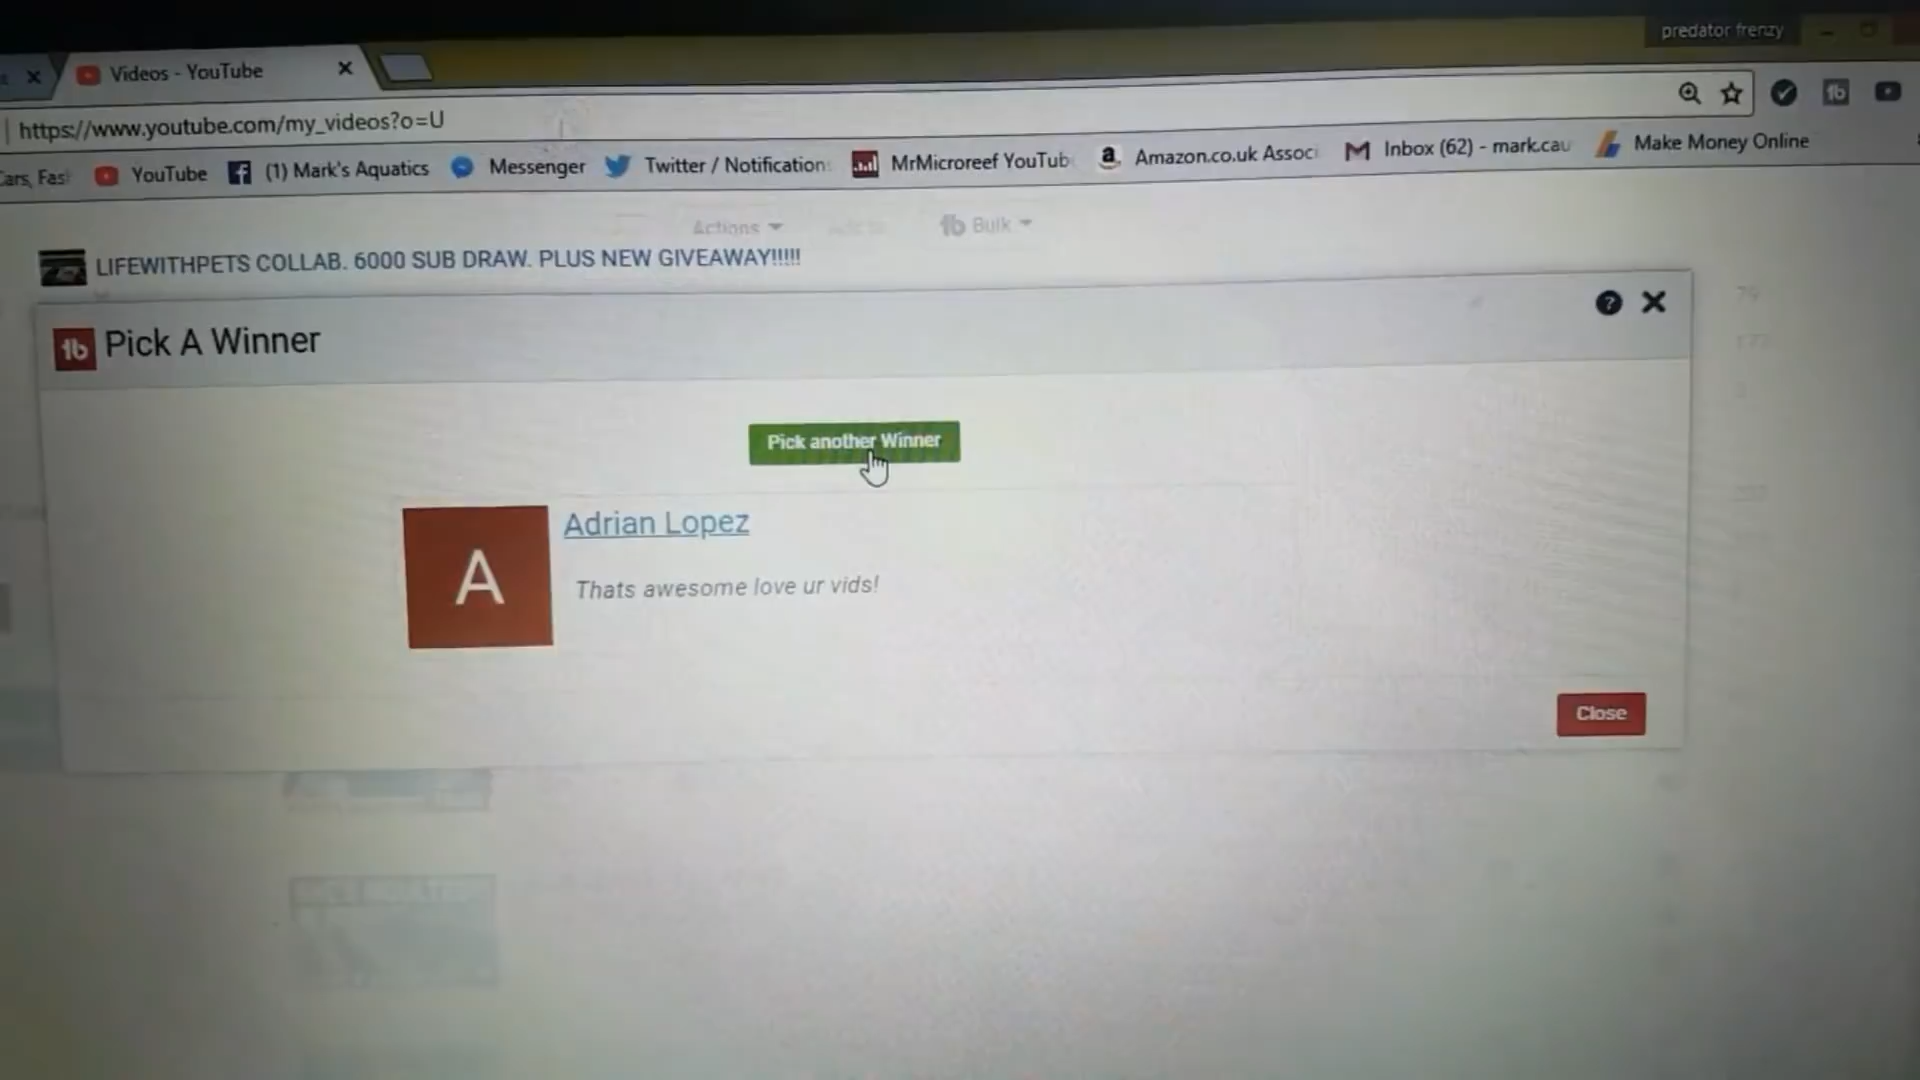 predator frenzy
Videos - YouTube
https://www.youtube.com/my_videos?o=U
Cars, Fas
YouTube
(1) Mark's Aquatics
Messenger
Twitter / Notification
MrMicroreef YouTub
Amazon.co.uk Associ
Inbox (62) - mark.cau
Make Money Online
Actions
Bulk
LIFEWITHPETS COLLAB. 6000 SUB DRAW. PLUS NEW GIVEAWAY!!!!!
Pick A Winner
Pick another Winner
A
Adrian Lopez
Thats awesome love ur vids!
Close